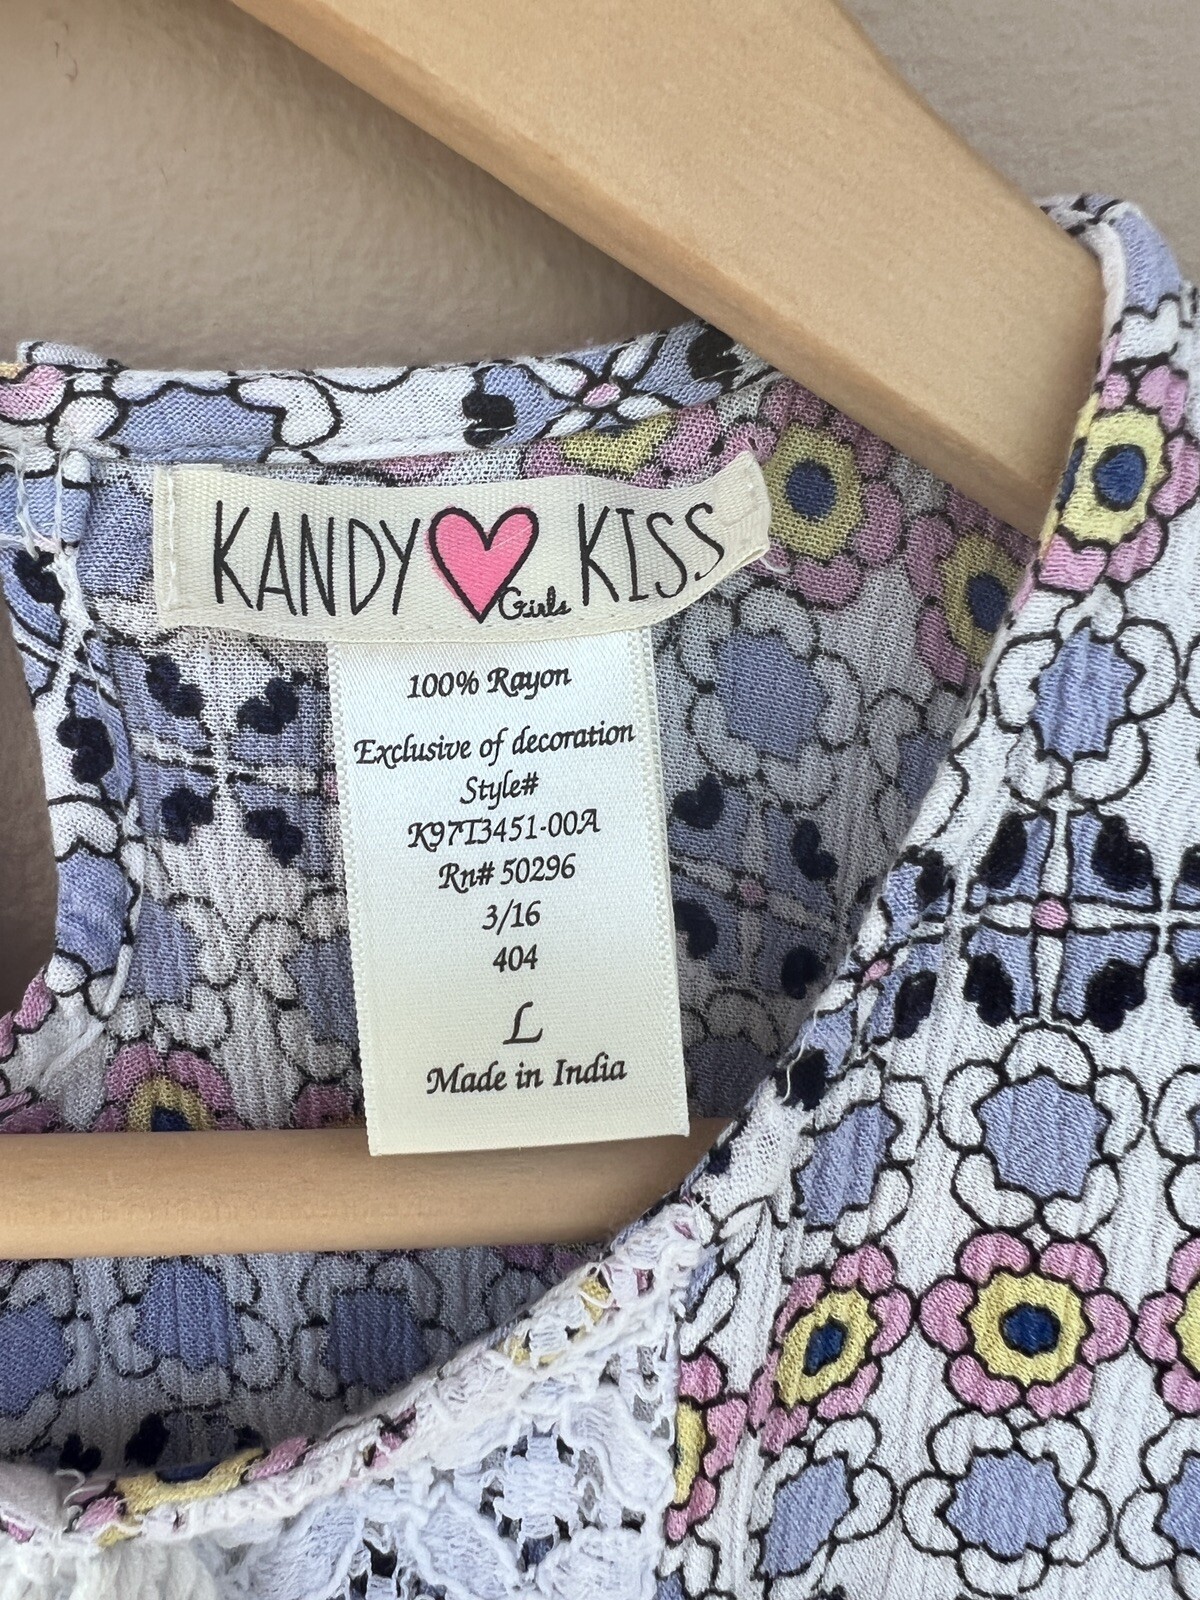 KANDY KISS
Girls
100% Rayon
Exclusive of decoration
Style#
K97T3451-00A
Rn# 50296
3/16
404
L
Made in India